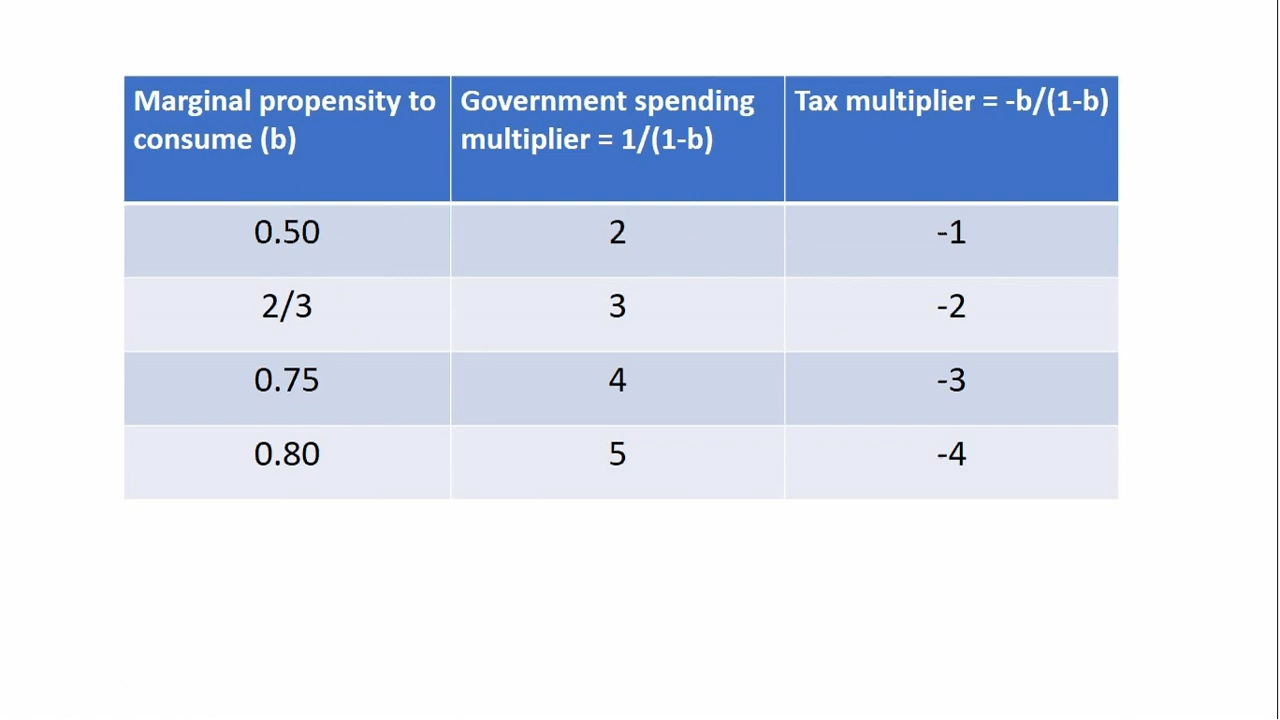 Marginal propensity to
consume (b)
Government spending
multiplier = 1/(1-b)
Tax multiplier = -b/(1-b)
0.50
2
-1
2/3
3
-2
0.75
4
-3
0.80
5
-4